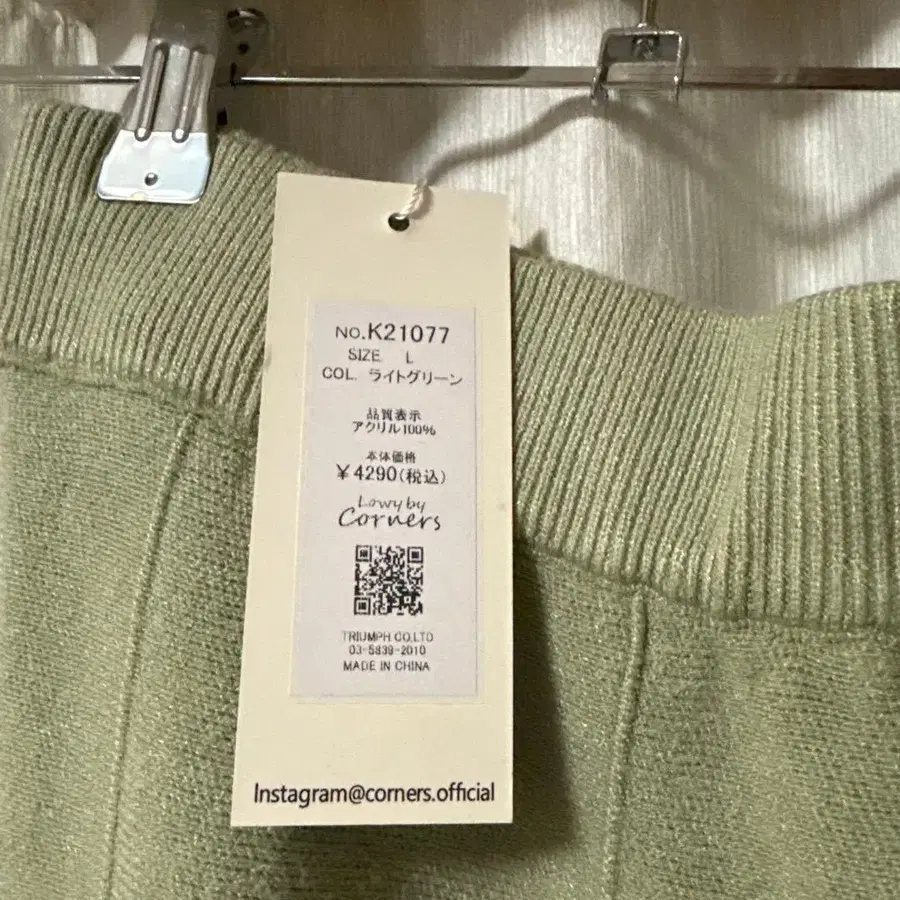 NO.K21077
SIZE L
COL. ライトグリーン
品質表示
アクリル100%
本体価格
￥4290(税込)
Lowy by
Corners
TRIUMPH CO,LTD
03-5839-2010
MADE IN CHINA
Instagram@corners.official